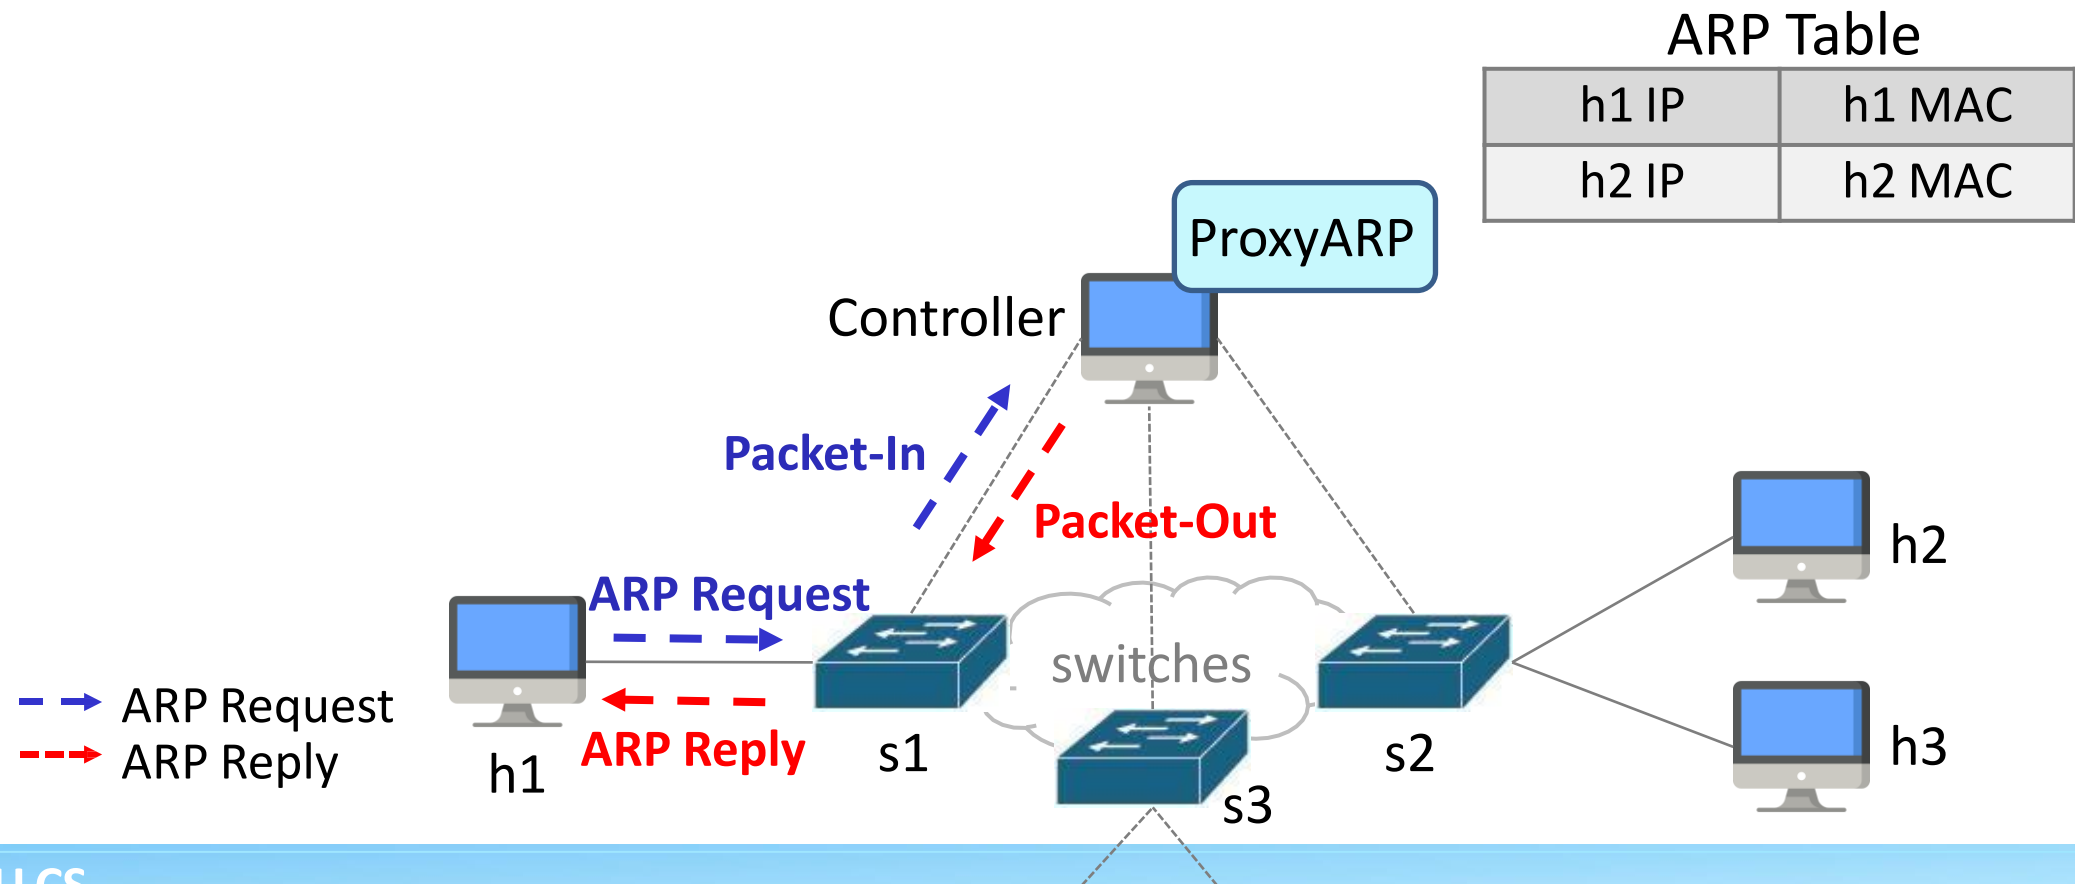 ARP Table
h1 IP h1 MAC
h2 IP h2 MAC
ProxyARP
Controller
Packet-In
Packet-Out
h2
ARP Request
switches
ARP Request
ARP Reply
h1
ARP Reply
s1
s2
h3
s3
CS